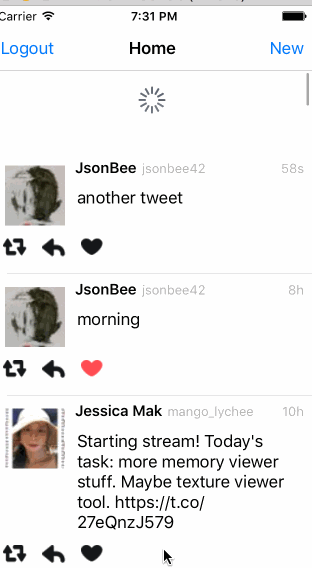 Carrier 7:31 PM
Logout Home New
JsonBee jsonbee42 58s
another tweet
JsonBee jsonbee42 8h
morning
Jessica Mak mango_lychee 10h
Starting stream! Today's
task: more memory viewer
stuff. Maybe texture viewer
tool. https://t.co/
27eQnzJ579